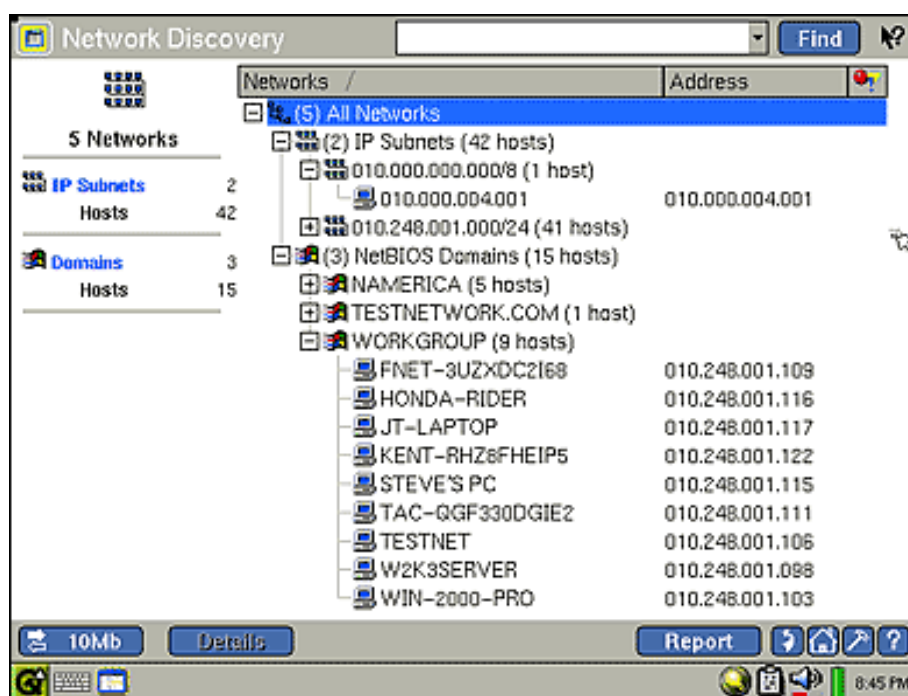 Network Discovery
Find
Networks / Address
5 Networks
IP Subnets 2
Hosts 42
Domains 3
Hosts 15
(5) All Networks
(2) IP Subnets (42 hosts)
010.000.000.000/8 (1 host)
010.000.004.001 010.000.004.001
010.248.001.000/24 (41 hosts)
(3) NetBIOS Domains (15 hosts)
NAMERICA (5 hosts)
TESTNETWORK.COM (1 host)
WORKGROUP (9 hosts)
FNET-3UZXDC2I68 010.248.001.109
HONDA-RIDER 010.248.001.116
JT-LAPTOP 010.248.001.117
KENT-RHZ6FHEIP5 010.248.001.122
STEVE'S PC 010.248.001.115
TAC-QGF330DGIE2 010.248.001.111
TESTNET 010.248.001.106
W2K3SERVER 010.248.001.098
WIN-2000-PRO 010.248.001.103
10Mb Details Report ?
8:45 PM